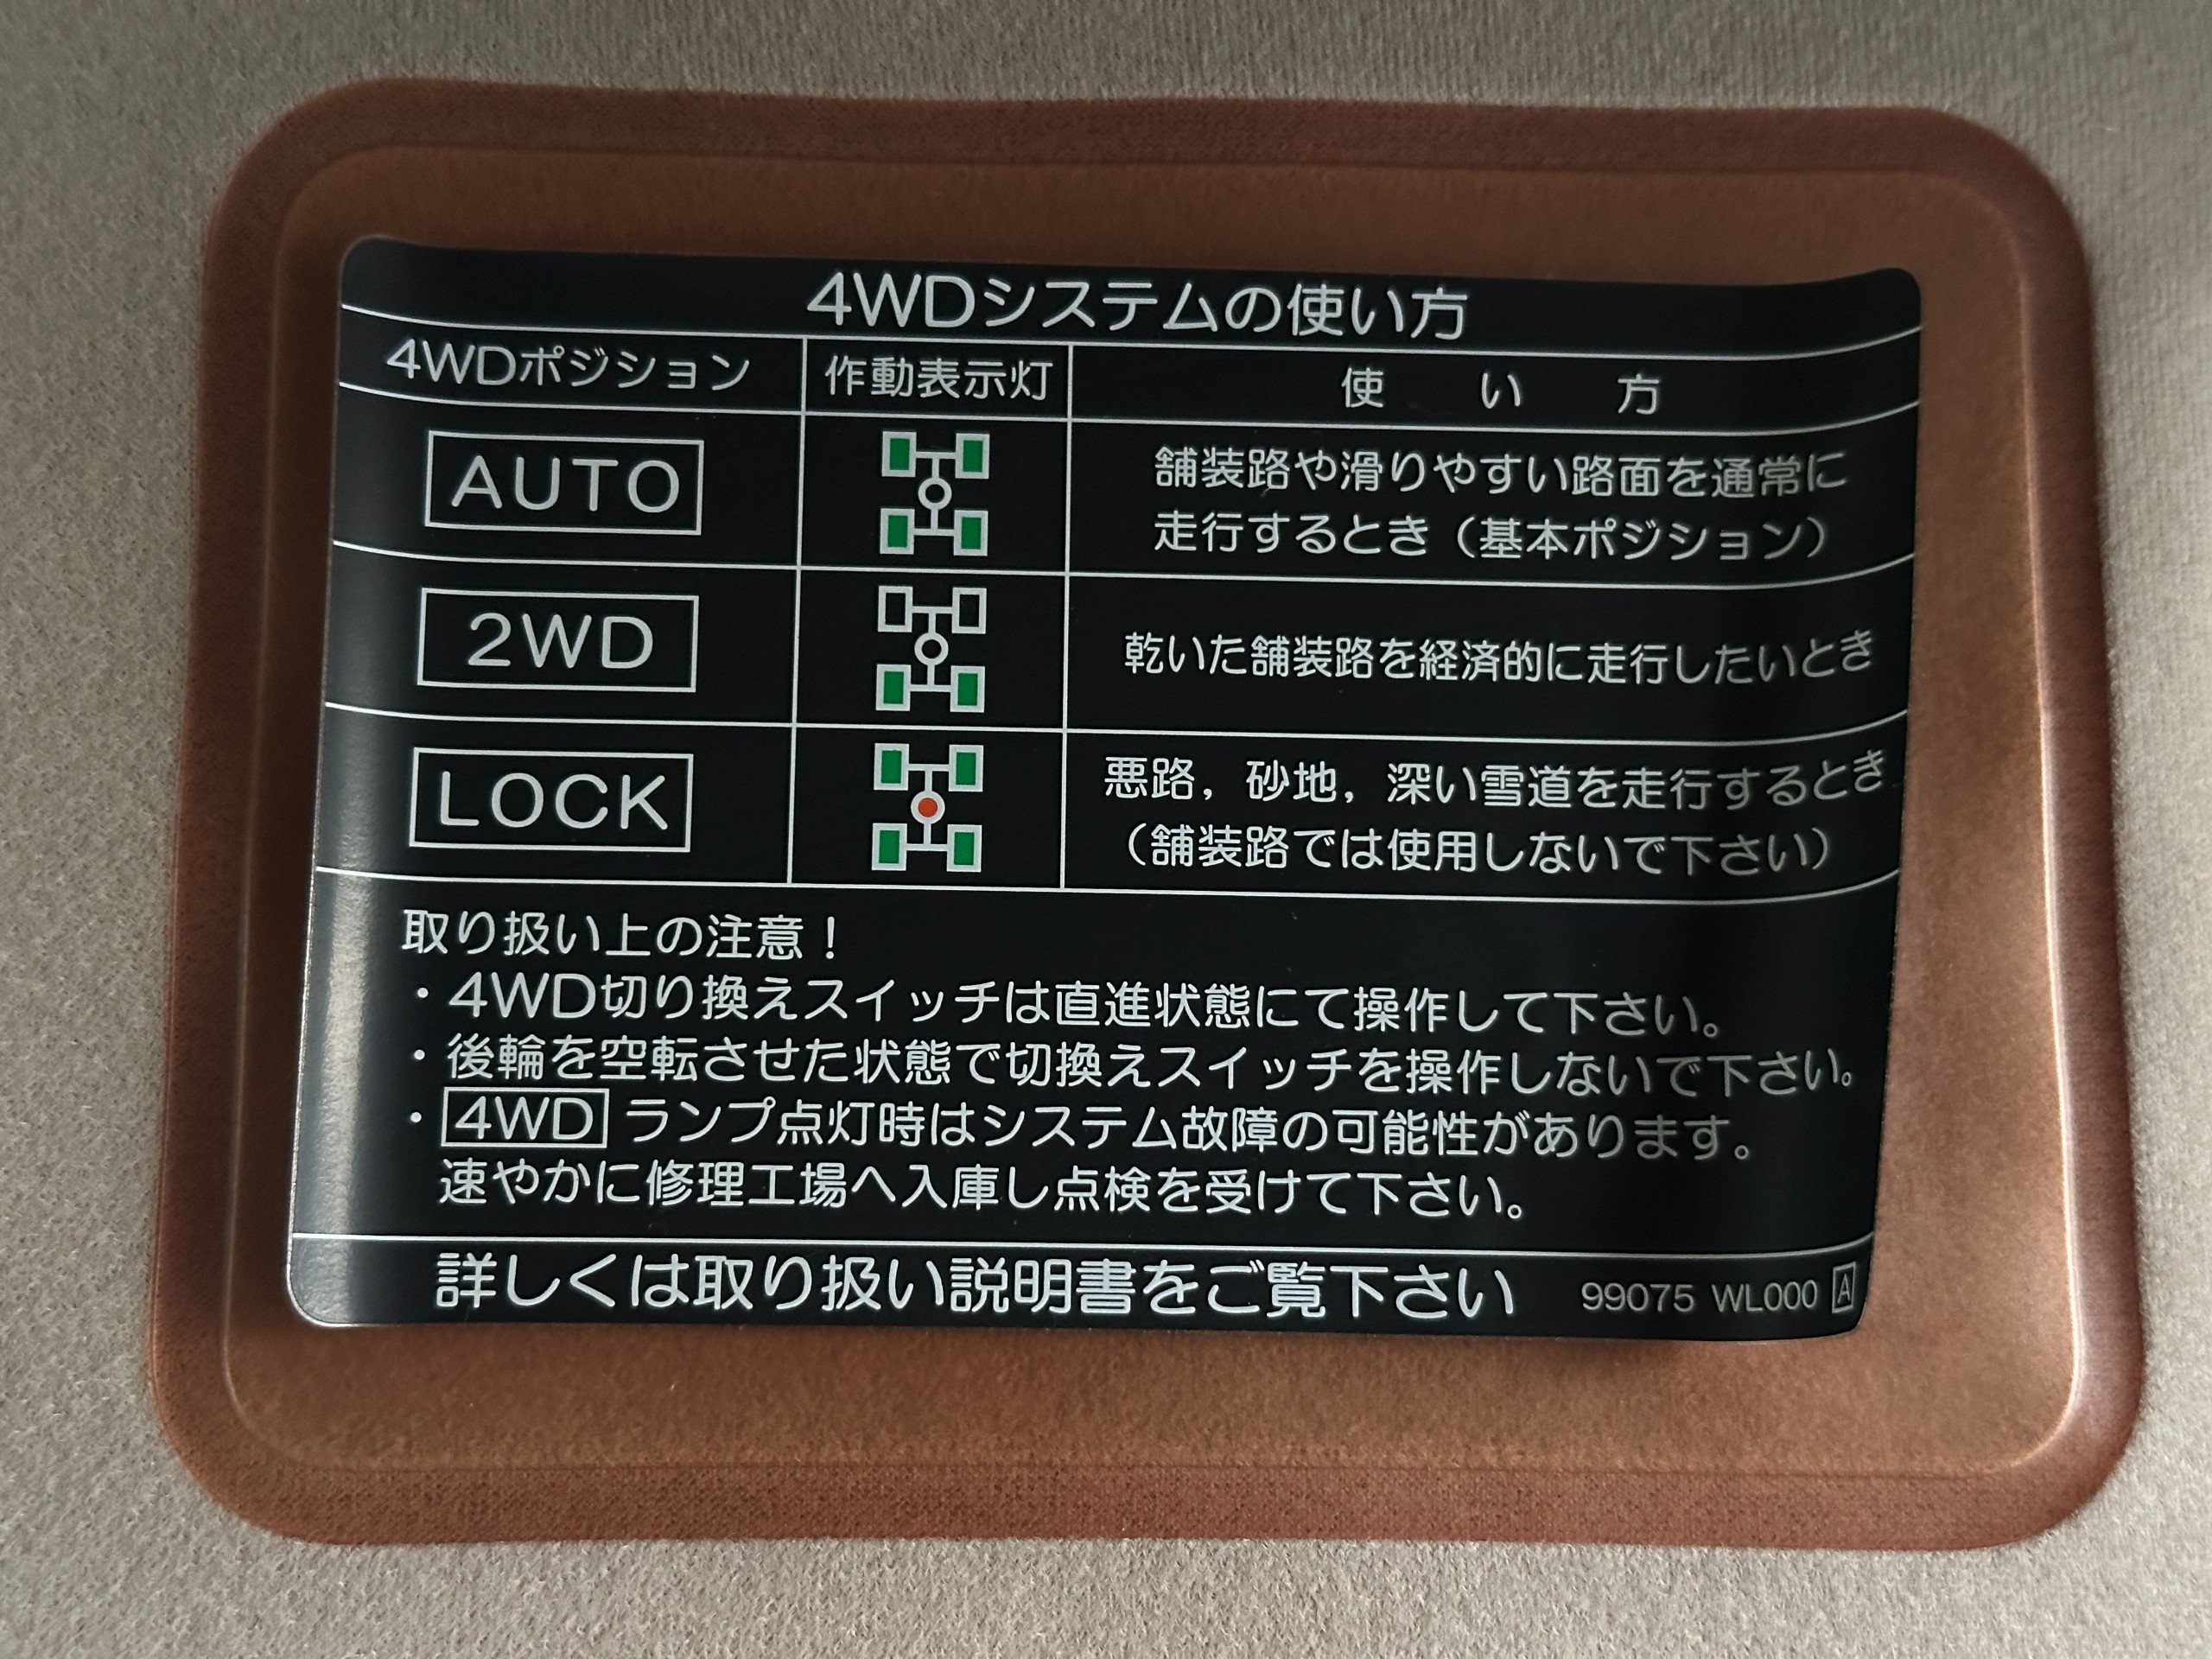 4WDシステムの使い方
4WDポジション 作動表示灯 使い方
AUTO
舗装路や滑りやすい路面を通常に
走行するとき（基本ポジション）
2WD
乾いた舗装路を経済的に走行したいとき
LOCK
悪路，砂地，深い雪道を走行するとき
（舗装路では使用しないで下さい）
取り扱い上の注意！
・4WD切り換えスイッチは直進状態にて操作して下さい。
・後輪を空転させた状態で切換えスイッチを操作しないで下さい。
・4WD ランプ点灯時はシステム故障の可能性があります。
速やかに修理工場へ入庫し点検を受けて下さい。
詳しくは取り扱い説明書をご覧下さい 99075 WL000 A